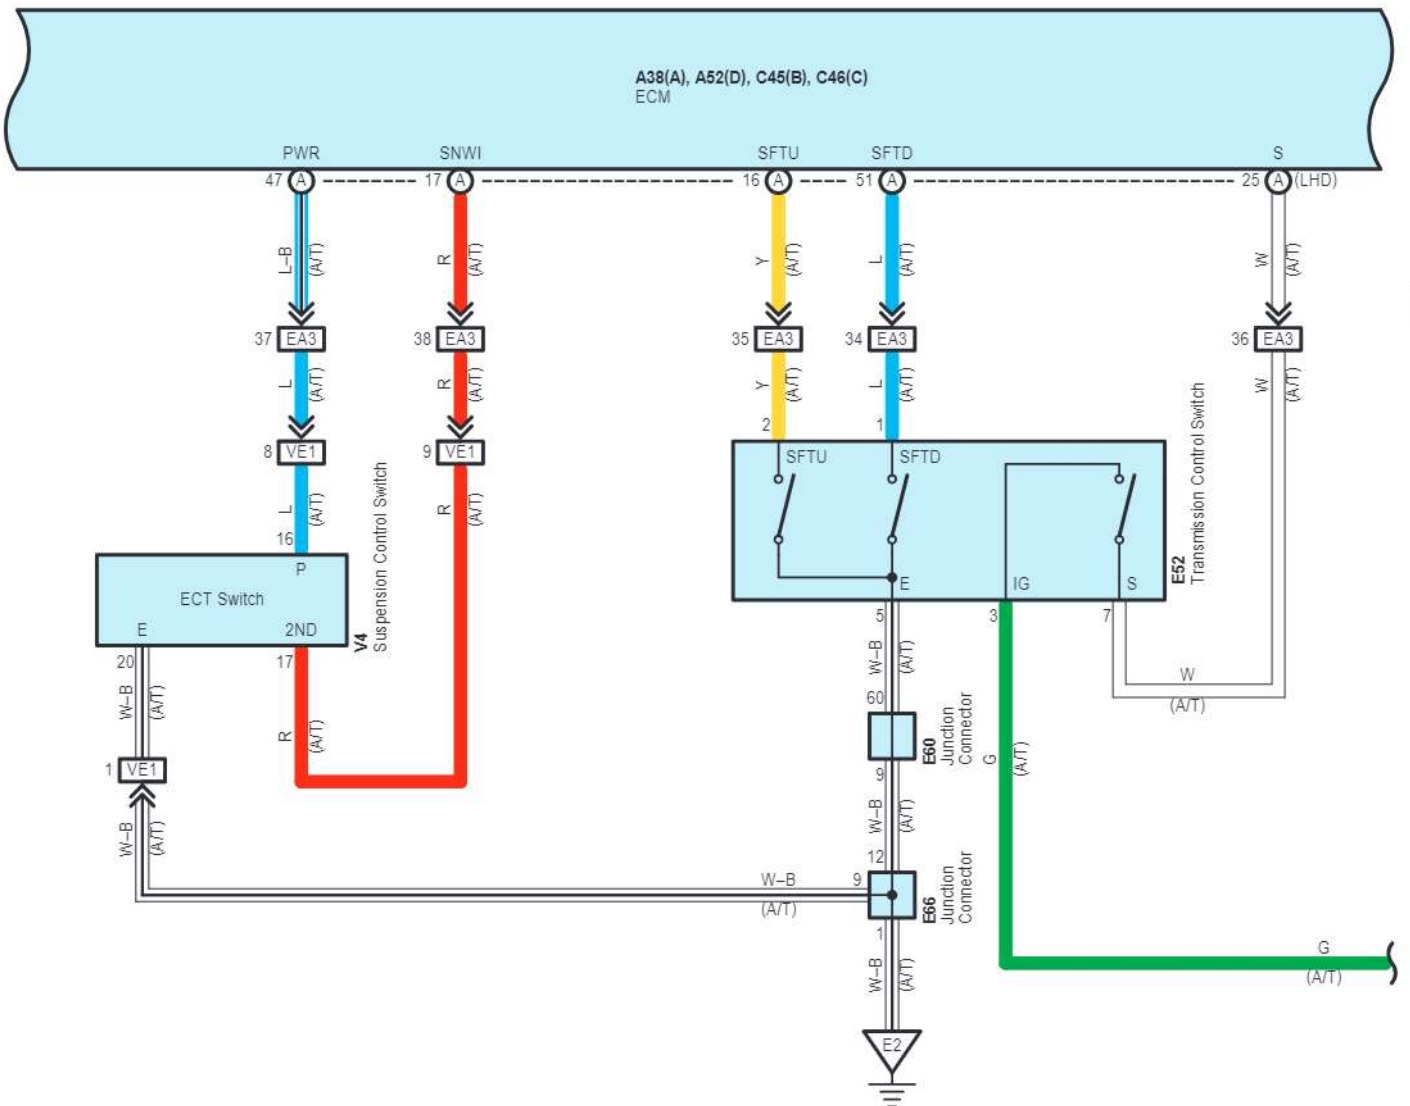 A38(A), A52(D), C45(B), C46(C)
ECM
PWR SNWI SFTU SFTD S
47 A 17 A 16 A 51 A 25 A (LHD)
L–B (A/T) R (A/T) Y (A/T) L (A/T) W (A/T)
37 EA3 38 EA3 35 EA3 34 EA3 36 EA3
L (A/T) R (A/T) Y (A/T) L (A/T) W (A/T)
2 1
8 VE1 9 VE1
SFTU SFTD
L (A/T) R (A/T)
16
P
ECT Switch
E 2ND
V4
Suspension Control Switch
E IG S
E52
Transmission Control Switch
20 17
5 3 7
W–B (A/T) R (A/T) W–B (A/T)
W
(A/T)
60
E60
Junction
Connector
9
G (A/T)
1 VE1
W–B (A/T) W–B (A/T)
12
W–B
(A/T)
9
E66
Junction
Connector
1
W–B (A/T)
G
(A/T)
E2